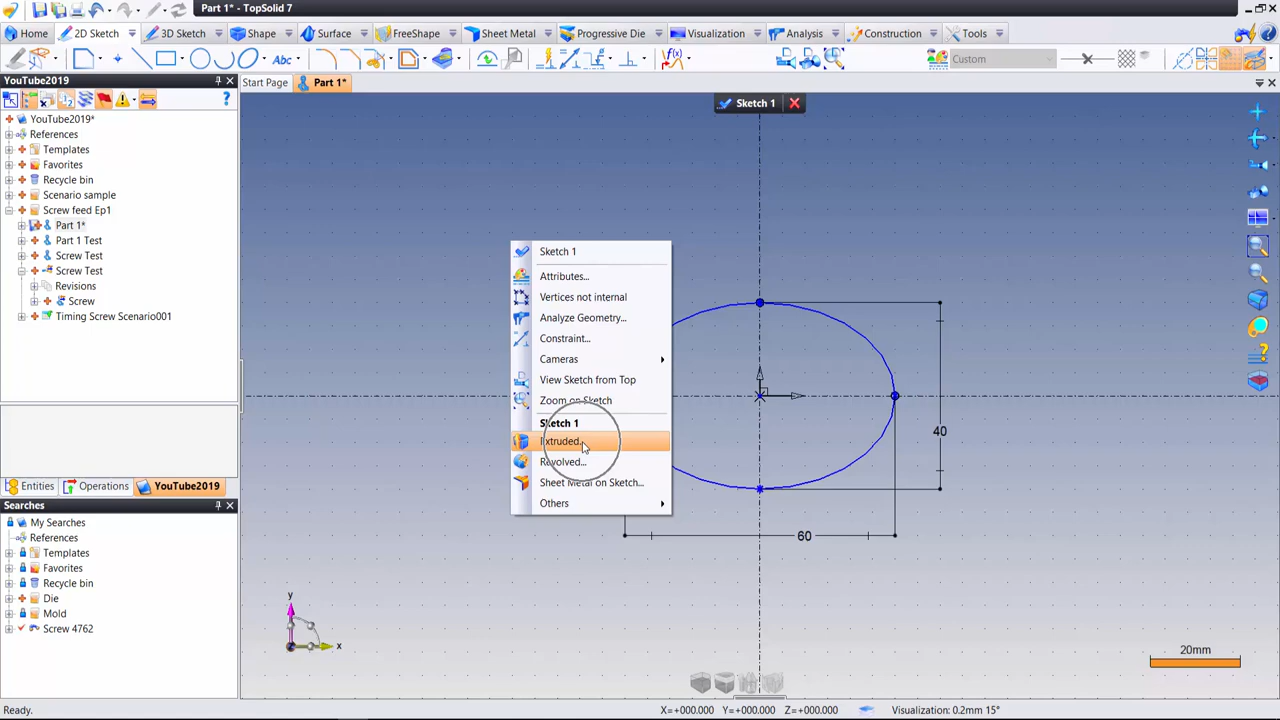 Part 1* - TopSolid 7
Home
2D Sketch
3D Sketch
Shape
Surface
FreeShape
Sheet Metal
Progressive Die
Visualization
Analysis
Construction
Tools
Abc
Custom
YouTube2019
Start Page
Part 1*
Sketch 1
YouTube2019*
References
Templates
Favorites
Recycle bin
Scenario sample
Screw feed Ep1
Part 1*
Part 1 Test
Screw Test
Screw Test
Revisions
Screw
Timing Screw Scenario001
Sketch 1
Attributes...
Vertices not internal
Analyze Geometry...
Constraint...
Cameras
View Sketch from Top
Zoom on Sketch
Sketch 1
Extruded...
Revolved...
Sheet Metal on Sketch...
Others
40
60
Entities
Operations
YouTube2019
Searches
My Searches
References
Templates
Favorites
Recycle bin
Die
Mold
Screw 4762
y
x
20mm
Ready.
X=+000.000 Y=+000.000 Z=+000.000
Visualization: 0.2mm 15°